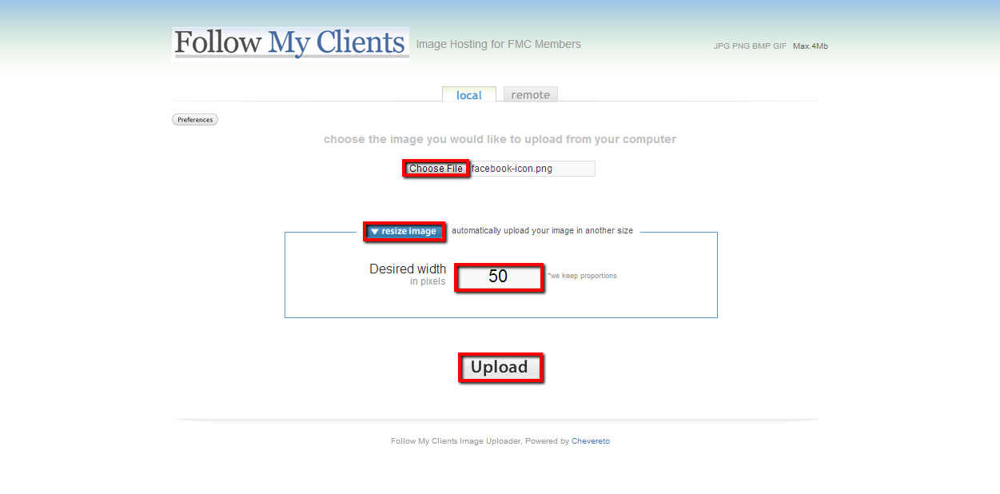 Follow My Clients Image Hosting for FMC Members JPG PNG BMP GIF Max.4Mb
local remote
Preferences
choose the image you would like to upload from your computer
Choose File facebook-icon.png
resize image automatically upload your image in another size
Desired width 50 *we keep proportions
in pixels
Upload
Follow My Clients Image Uploader, Powered by Chevereto